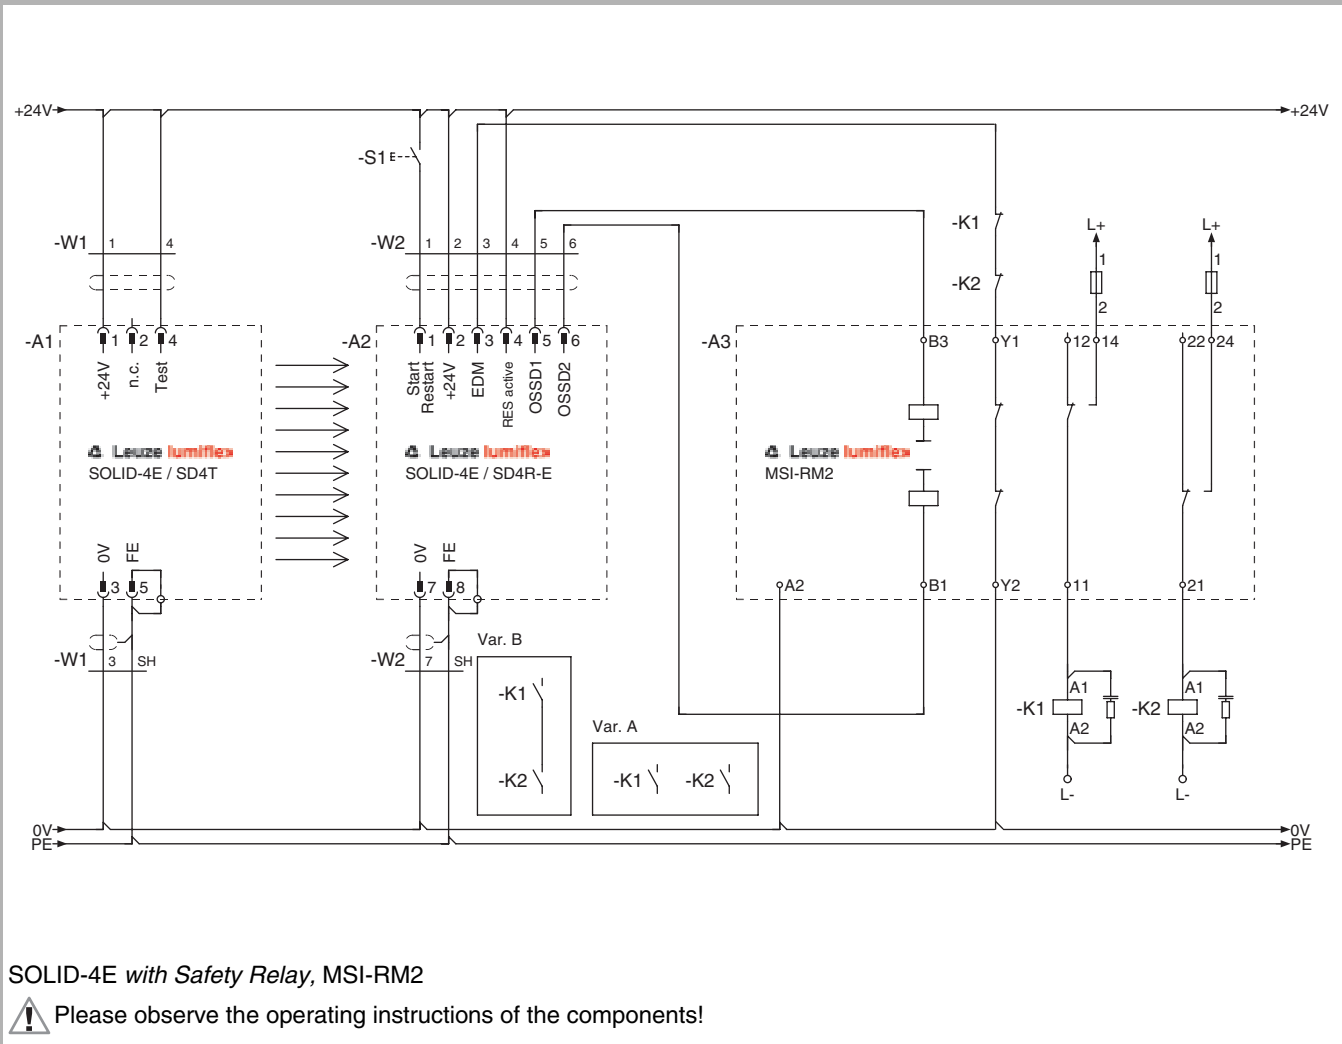 +24V +24V
-S1
-K1
L+ L+
-W1 1 4 -W2 1 2 3 4 5 6
-K2
1 1
2 2
-A1 1 2 4 -A2 1 2 3 4 5 6 -A3 B3 Y1 12 14 22 24
+24V
n.c.
Test
Start
Restart
+24V
EDM
RES active
OSSD1
OSSD2
Leuze lumiflex
SOLID-4E / SD4T
Leuze lumiflex
SOLID-4E / SD4R-E
Leuze lumiflex
MSI-RM2
0V FE 0V FE
3 5 7 8 A2 B1 Y2 11 21
-W1 3 SH -W2 7 SH
Var. B
-K1
-K2
Var. A
-K1 -K2
-K1 A1 A2 -K2 A1 A2
L- L-
0V 0V
PE PE
SOLID-4E with Safety Relay, MSI-RM2
Please observe the operating instructions of the components!